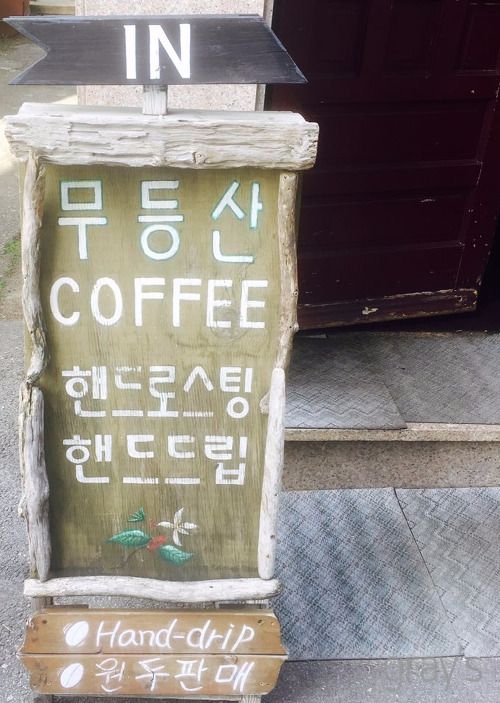 IN
무등산
COFFEE
핸드로스팅
핸드드립
Hand-drip
원두판매
gray's